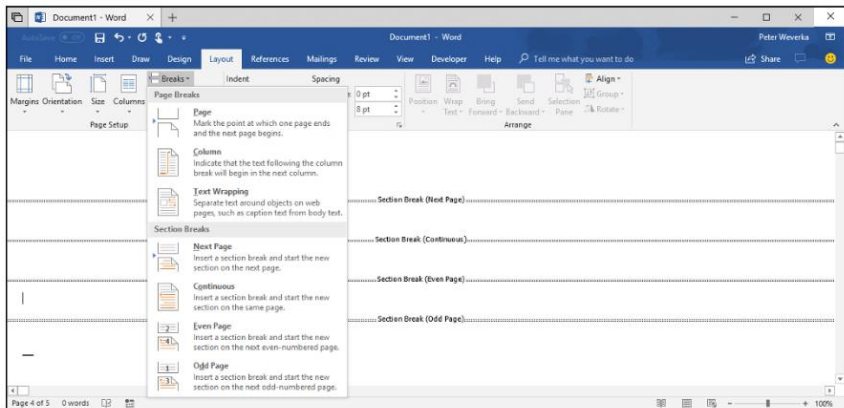 Document1 - Word
Document1 - Word
Peter Weverka
File Home Insert Draw Design Layout References Mailings Review View Developer Help Tell me what you want to do Share
Breaks Indent Spacing
0 pt
8 pt
Margins Orientation Size Columns
Position Wrap Text Bring Forward Send Backward Selection Pane
Align
Group
Rotate
Page Setup
Arrange
Page Breaks
Page
Mark the point at which one page ends
and the next page begins.
Column
Indicate that the text following the column
break will begin in the next column.
Text Wrapping
Separate text around objects on web
pages, such as caption text from body text.
Section Breaks
Next Page
Insert a section break and start the new
section on the next page.
Continuous
Insert a section break and start the new
section on the same page.
Even Page
Insert a section break and start the new
section on the next even-numbered page.
Odd Page
Insert a section break and start the new
section on the next odd-numbered page.
Section Break (Next Page)
Section Break (Continuous)
Section Break (Even Page)
Section Break (Odd Page)
Page 4 of 5 0 words
100%